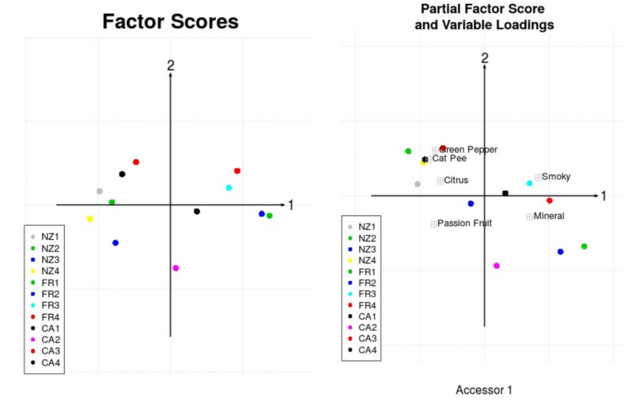 Factor Scores
2
1
NZ1
NZ2
NZ3
NZ4
FR1
FR2
FR3
FR4
CA1
CA2
CA3
CA4
Partial Factor Score
and Variable Loadings
2
Green Pepper
Cat Pee
Citrus
Smoky
1
Mineral
Passion Fruit
NZ1
NZ2
NZ3
NZ4
FR1
FR2
FR3
FR4
CA1
CA2
CA3
CA4
Accessor 1